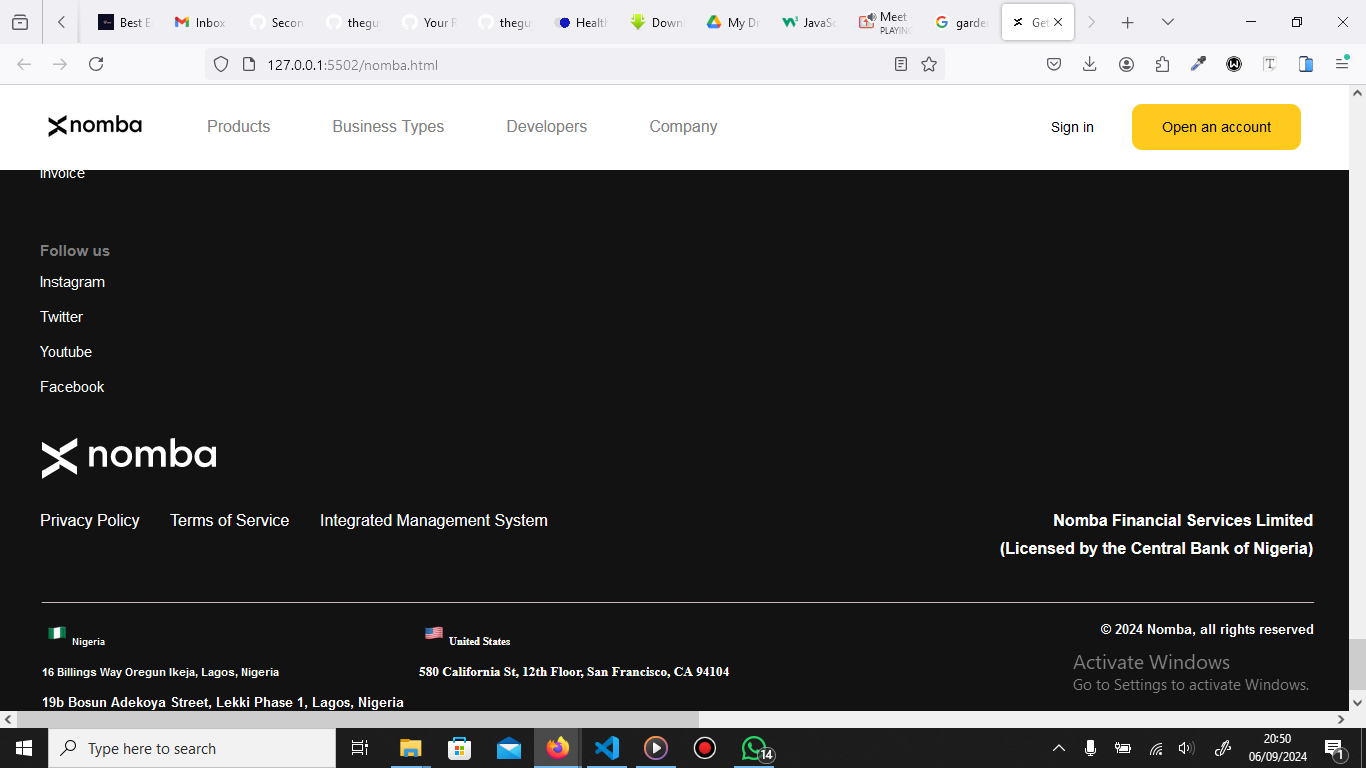 Best E
Inbox
Secon
thegu
Your R
thegu
Health
Downl
My Dr
JavaSc
Meet
PLAYING
garde
Get
127.0.0.1:5502/nomba.html
nomba
Products
Business Types
Developers
Company
Sign in
Open an account
Invoice
Follow us
Instagram
Twitter
Youtube
Facebook
nomba
Privacy Policy Terms of Service Integrated Management System
Nomba Financial Services Limited
(Licensed by the Central Bank of Nigeria)
Nigeria
United States
© 2024 Nomba, all rights reserved
16 Billings Way Oregun Ikeja, Lagos, Nigeria
580 California St, 12th Floor, San Francisco, CA 94104
19b Bosun Adekoya Street, Lekki Phase 1, Lagos, Nigeria
Activate Windows
Go to Settings to activate Windows.
Type here to search
14
20:50
06/09/2024
1